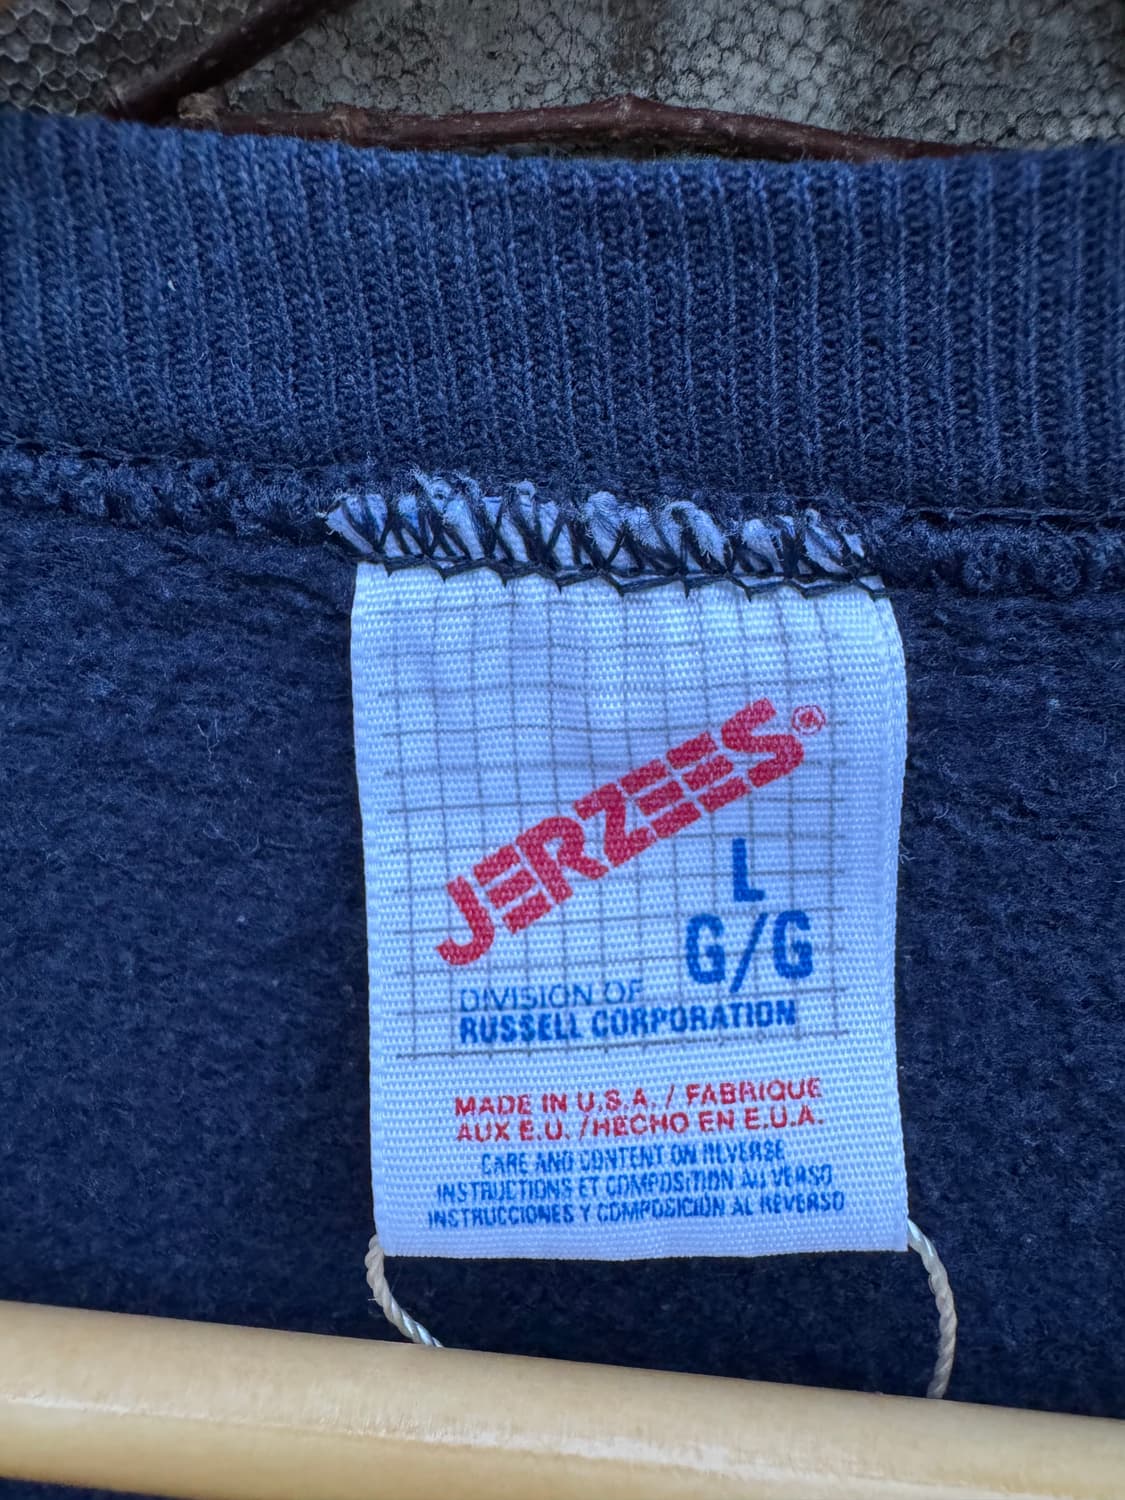 JERZEES®
L
G/G
DIVISION OF
RUSSELL CORPORATION
MADE IN U.S.A. / FABRIQUE
AUX E.U. /HECHO EN E.U.A.
CARE AND CONTENT ON REVERSE
INSTRUCTIONS ET COMPOSITION AU VERSO
INSTRUCCIONES Y COMPOSICIÓN AL REVERSO